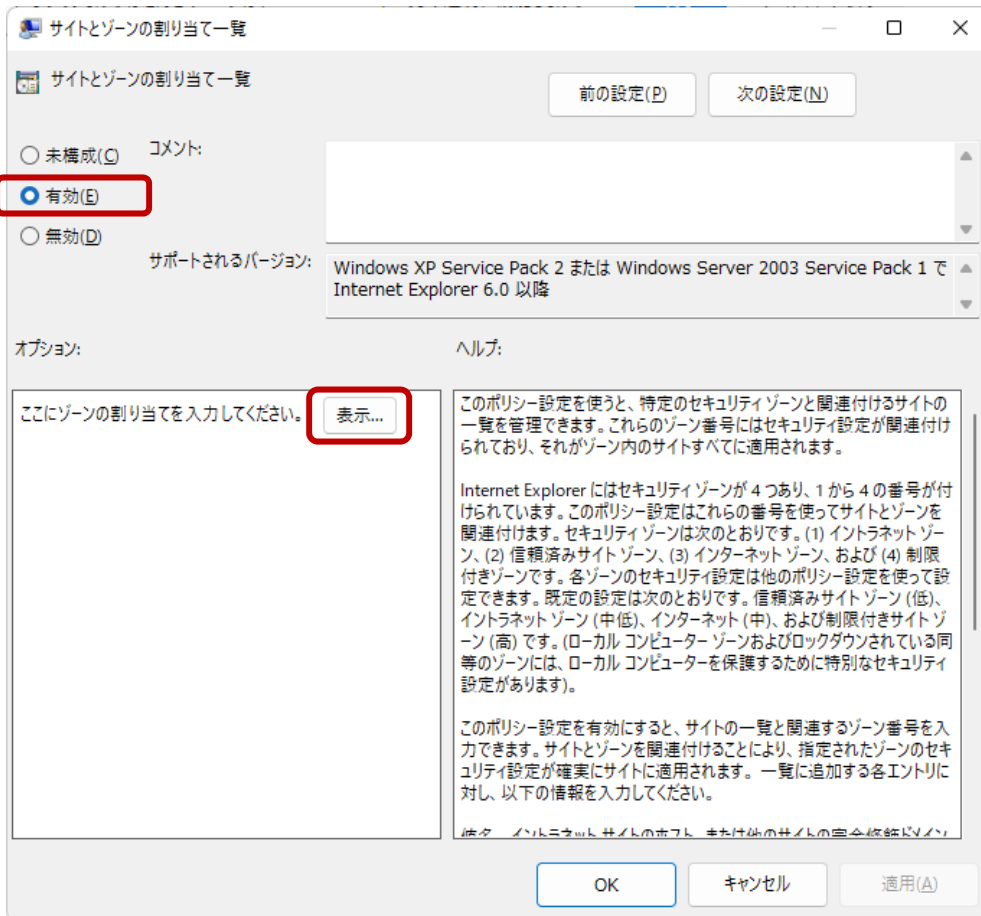 サイトとゾーンの割り当て一覧
サイトとゾーンの割り当て一覧
前の設定(P)
次の設定(N)
未構成(C)
コメント:
有効(E)
無効(D)
サポートされるバージョン:
Windows XP Service Pack 2 または Windows Server 2003 Service Pack 1 で
Internet Explorer 6.0 以降
オプション:
ヘルプ:
ここにゾーンの割り当てを入力してください。
表示...
このポリシー設定を使うと、特定のセキュリティ ゾーンと関連付けるサイトの
一覧を管理できます。これらのゾーン番号にはセキュリティ設定が関連付け
られており、それがゾーン内のサイトすべてに適用されます。
Internet Explorer にはセキュリティ ゾーンが 4 つあり、1 から 4 の番号が付
けられています。このポリシー設定はこれらの番号を使ってサイトとゾーンを
関連付けます。セキュリティ ゾーンは次のとおりです。(1) イントラネット ゾー
ン、(2) 信頼済みサイト ゾーン、(3) インターネット ゾーン、および (4) 制限
付きゾーンです。各ゾーンのセキュリティ設定は他のポリシー設定を使って設
定できます。既定の設定は次のとおりです。信頼済みサイト ゾーン (低)、
イントラネット ゾーン (中低)、インターネット (中)、および制限付きサイト ゾ
ーン (高) です。(ローカル コンピューター ゾーンおよびロックダウンされている同
等のゾーンには、ローカル コンピューターを保護するために特別なセキュリティ
設定があります)。
このポリシー設定を有効にすると、サイトの一覧と関連するゾーン番号を入
力できます。サイトとゾーンを関連付けることにより、指定されたゾーンのセキ
ュリティ設定が確実にサイトに適用されます。一覧に追加する各エントリに
対し、以下の情報を入力してください。
OK
キャンセル
適用(A)